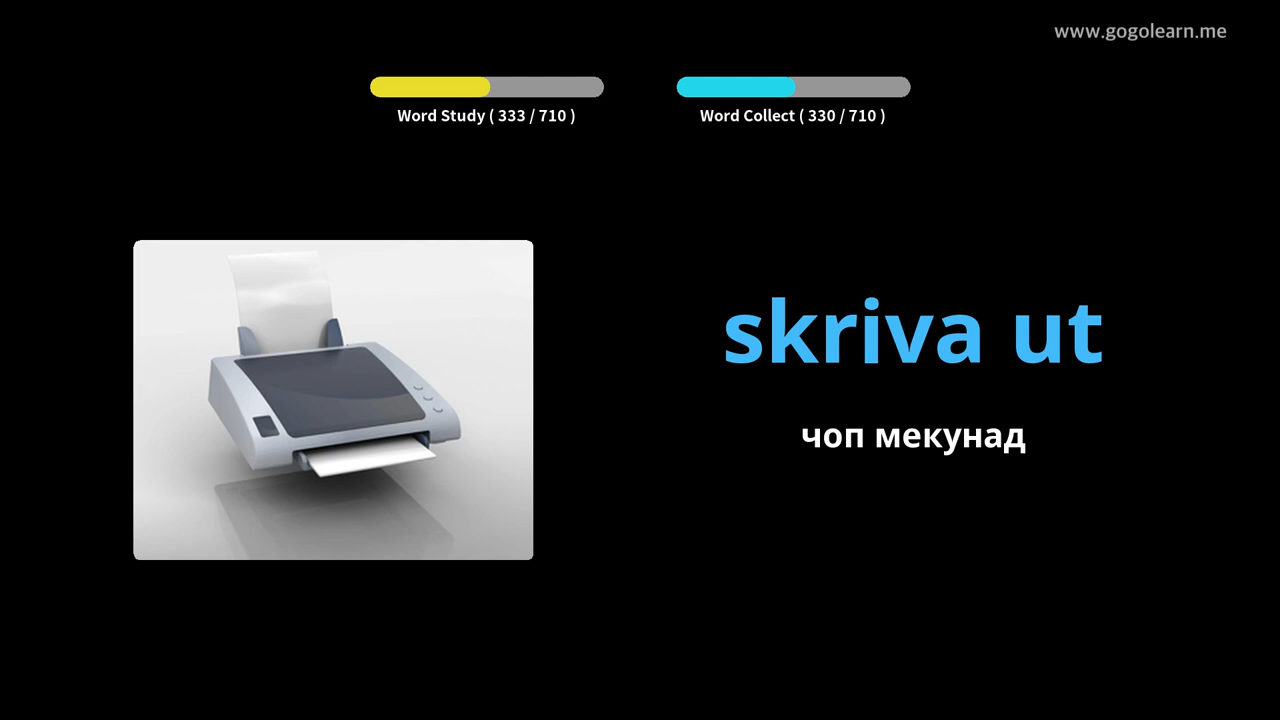 www.gogolearn.me
Word Study ( 333 / 710 )
Word Collect ( 330 / 710 )
skriva ut
чоп мекунад